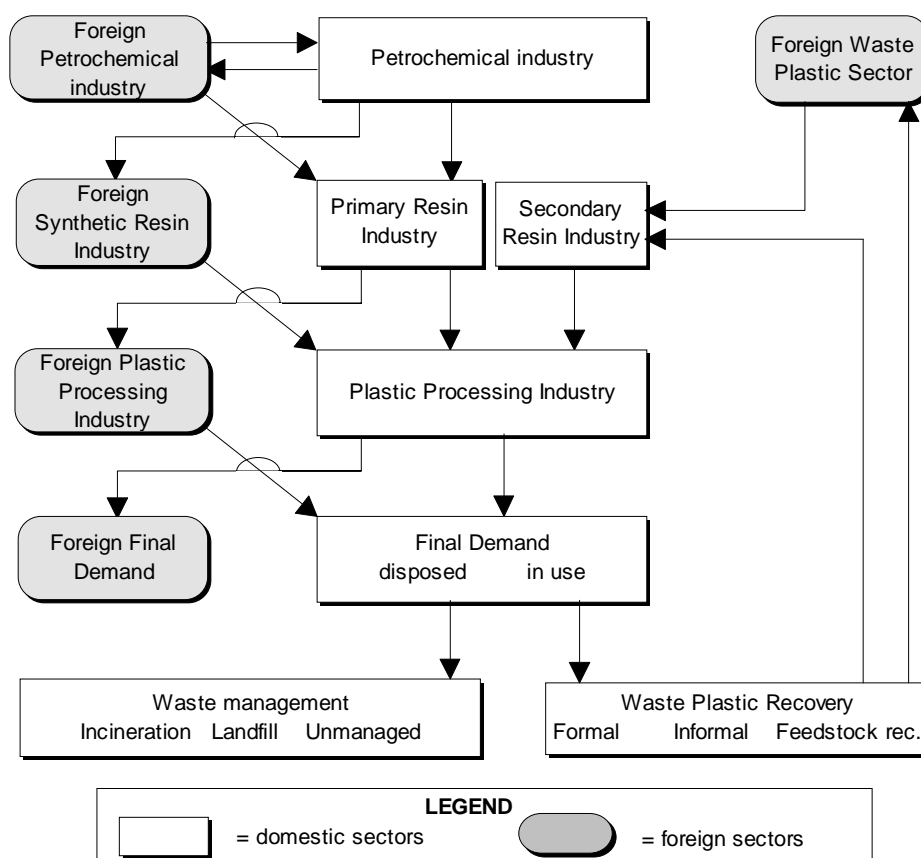 Foreign
Petrochemical
industry
Petrochemical industry
Foreign Waste
Plastic Sector
Foreign
Synthetic Resin
Industry
Primary Resin
Industry
Secondary
Resin Industry
Foreign Plastic
Processing
Industry
Plastic Processing Industry
Foreign Final
Demand
Final Demand
disposed in use
Waste management
Incineration Landfill Unmanaged
Waste Plastic Recovery
Formal Informal Feedstock rec.
LEGEND
= domestic sectors
= foreign sectors